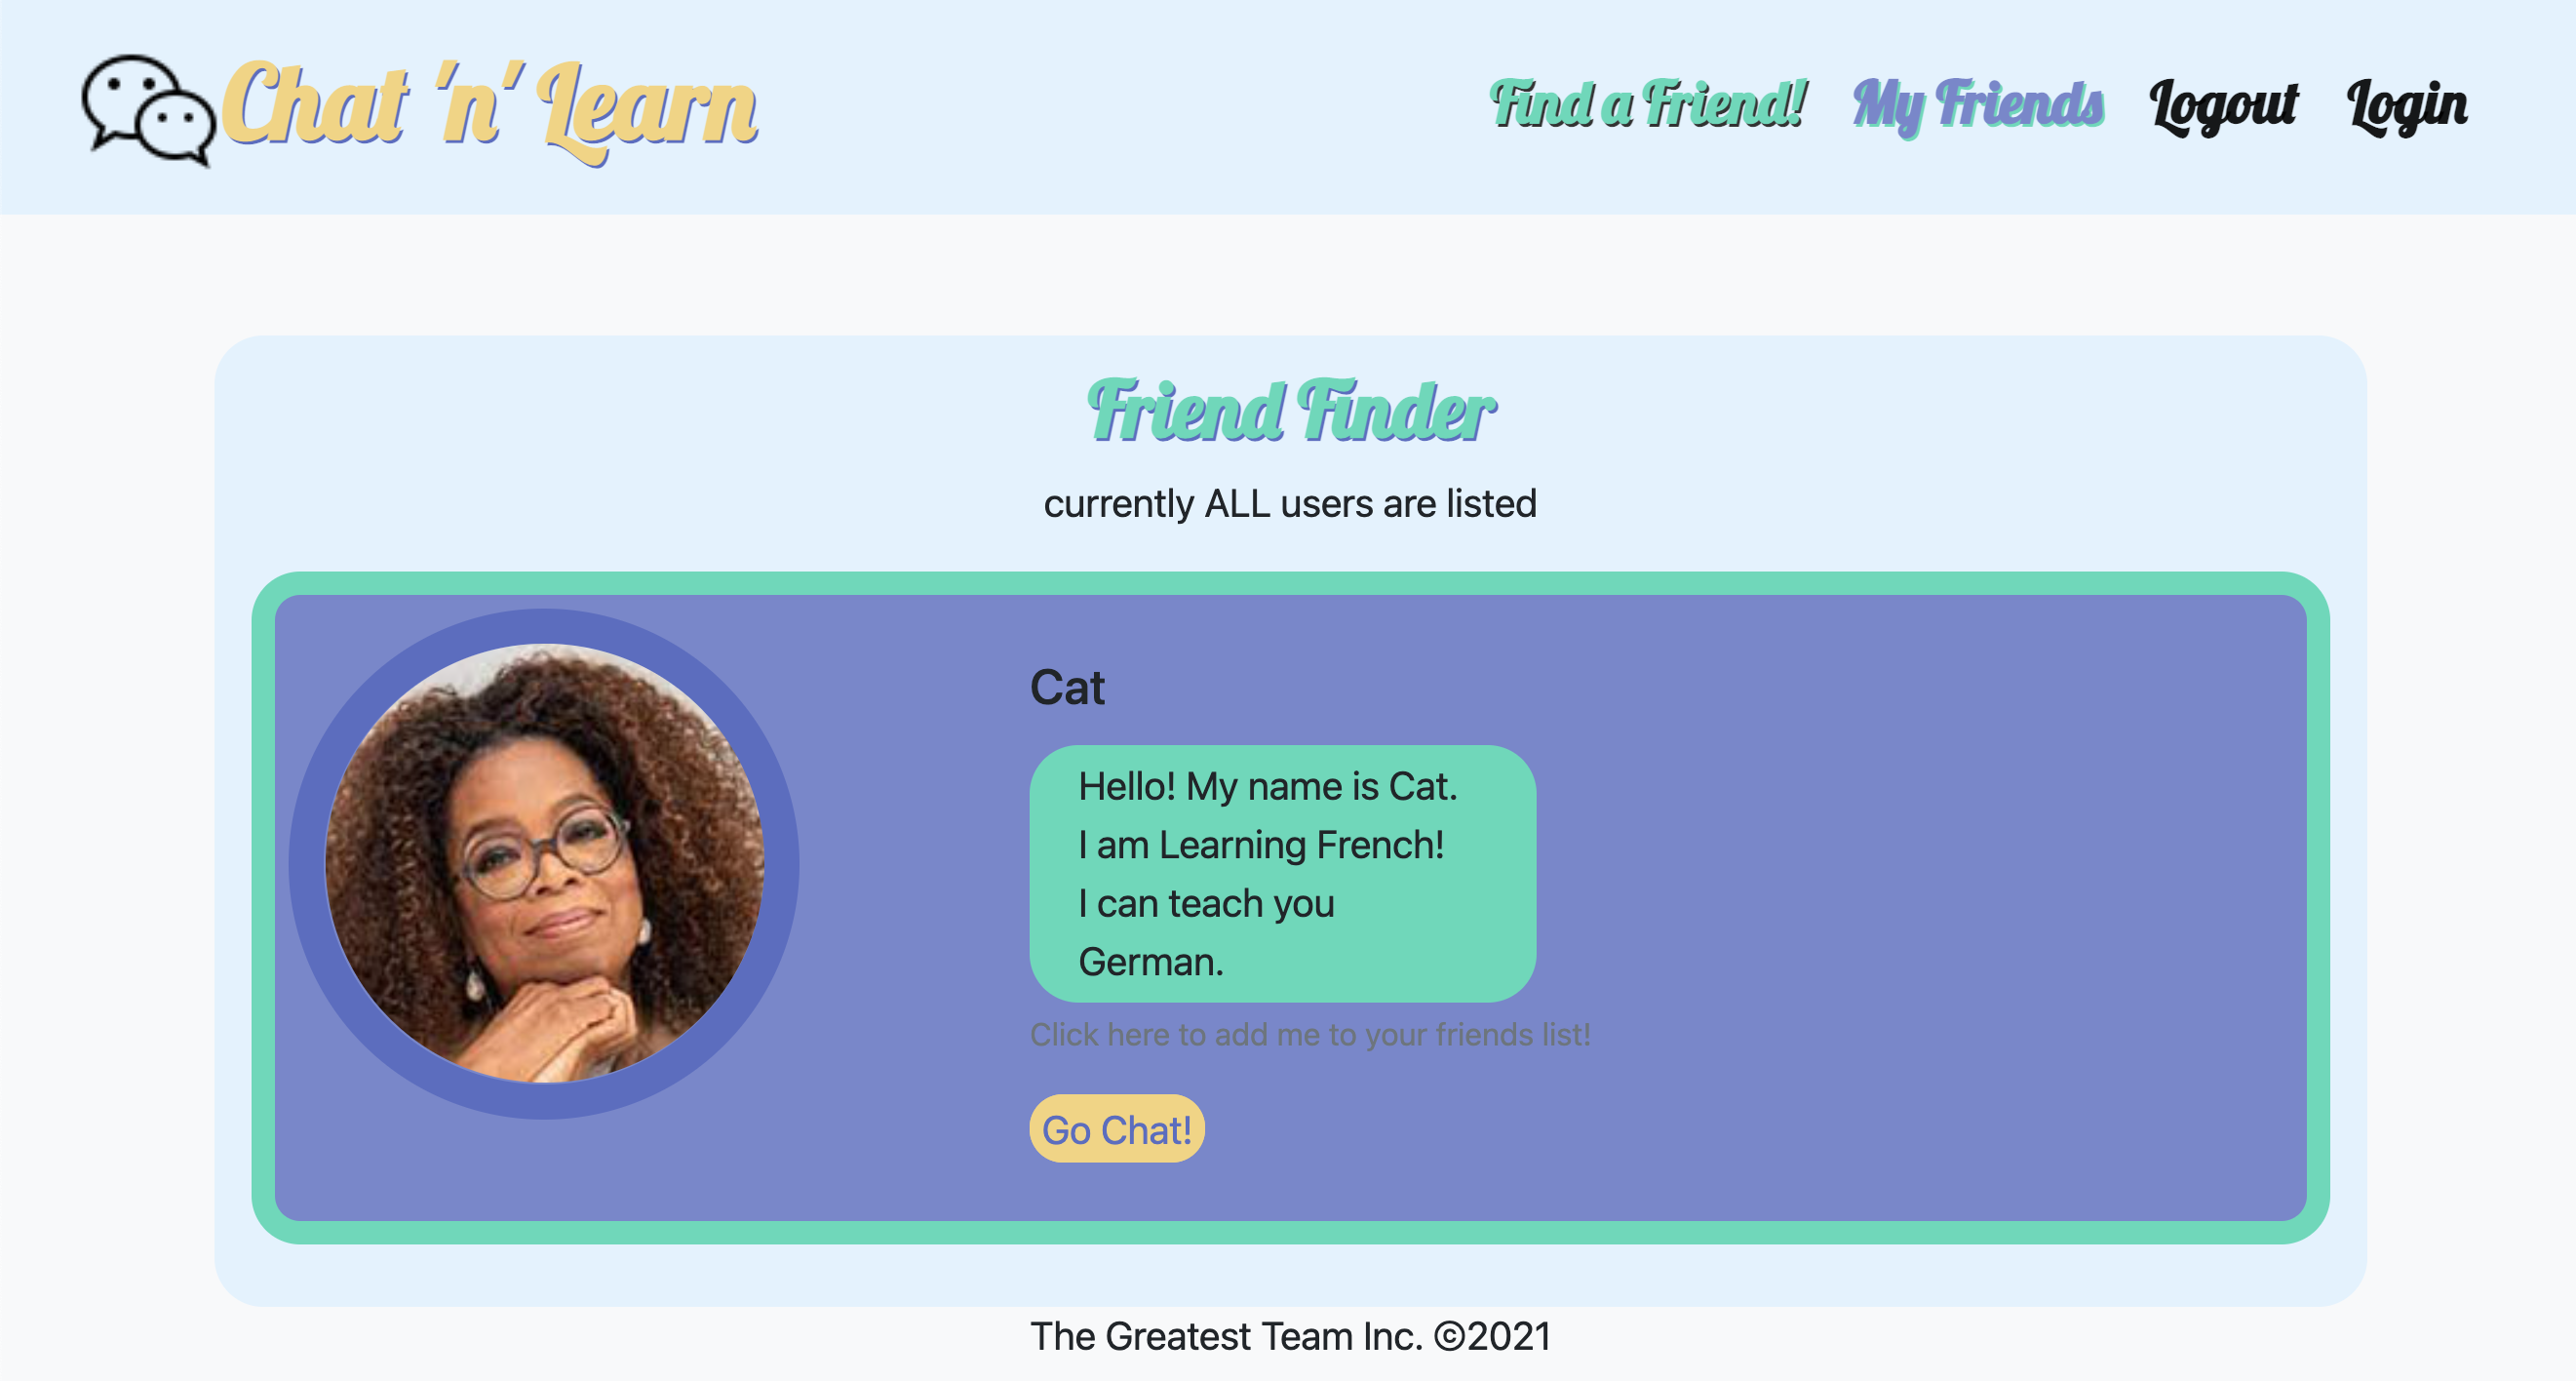 Chat 'n' Learn
Find a Friend!
My Friends
Logout
Login
Friend Finder
currently ALL users are listed
Cat
Hello! My name is Cat.
I am Learning French!
I can teach you
German.
Click here to add me to your friends list!
Go Chat!
The Greatest Team Inc. ©2021